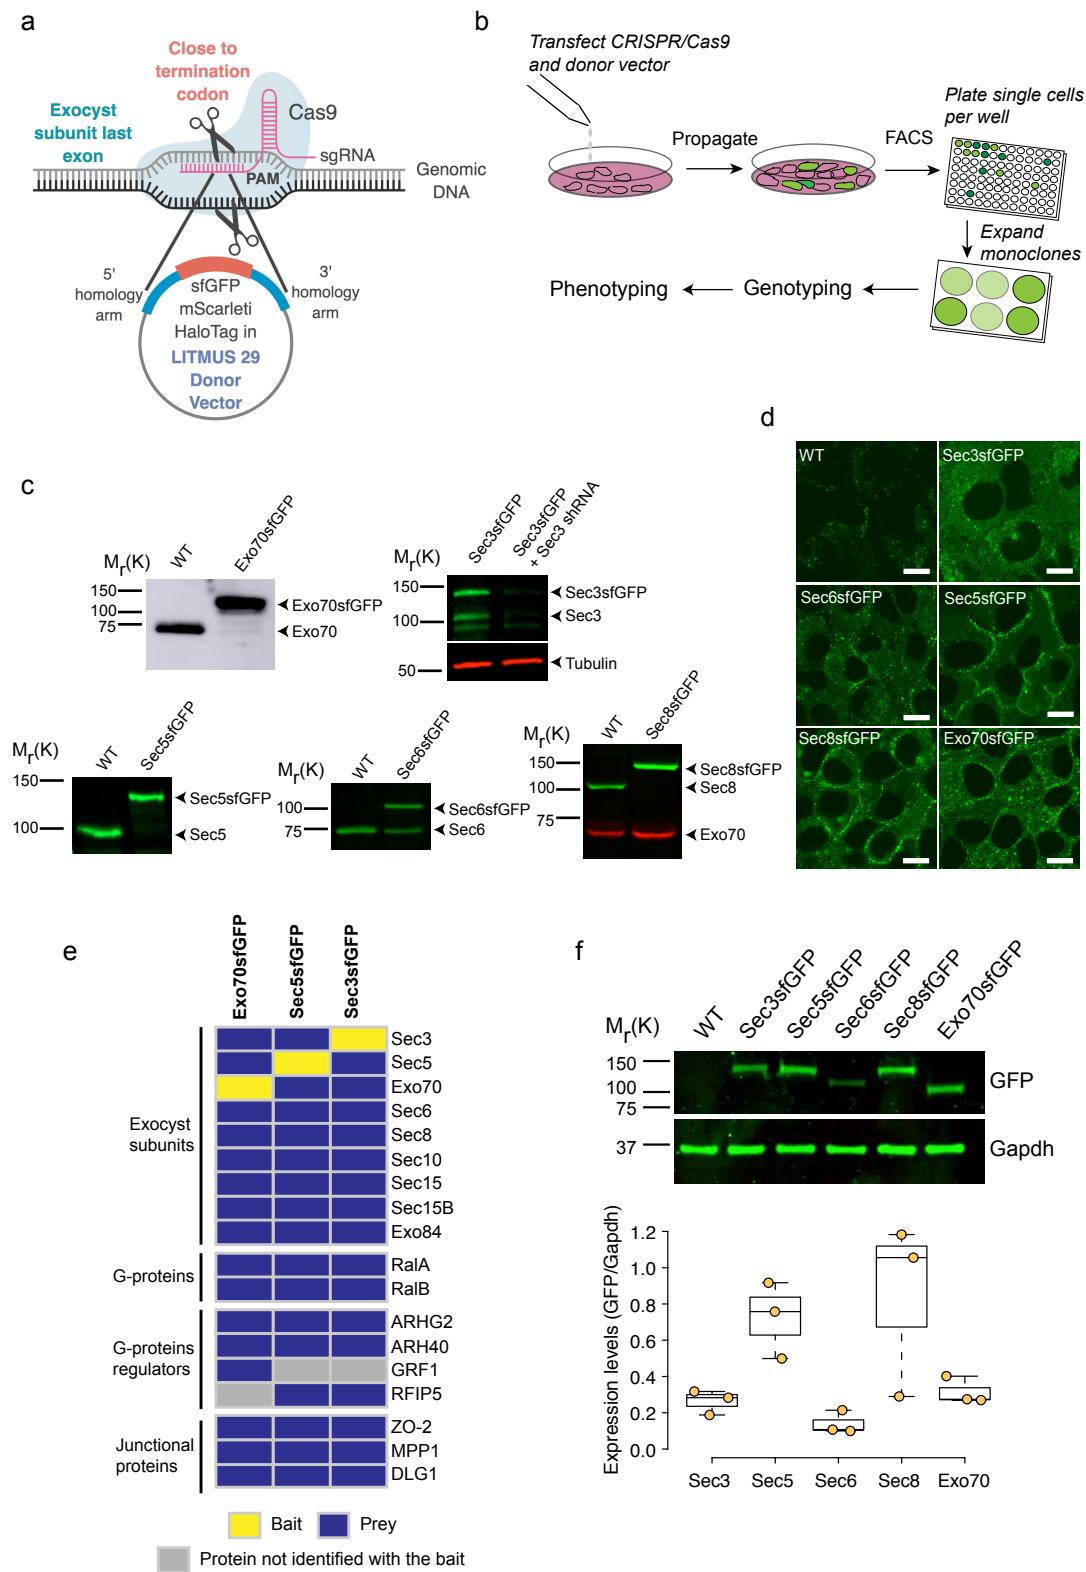 a
Close to
termination
codon
Exocyst
subunit last
exon
Cas9
sgRNA
PAM
Genomic
DNA
5'
homology
arm
3'
homology
arm
sfGFP
mScarleti
HaloTag in
LITMUS 29
Donor
Vector
b
Transfect CRISPR/Cas9
and donor vector
Propagate
FACS
Plate single cells
per well
Expand
monoclones
Genotyping
Phenotyping
c
Mr(K)
WT
Exo70sfGFP
150
100
75
Exo70sfGFP
Exo70
Mr(K)
Sec3sfGFP
Sec3sfGFP
+ Sec3 shRNA
150
100
50
Sec3sfGFP
Sec3
Tubulin
Mr(K)
WT
Sec5sfGFP
150
100
Sec5sfGFP
Sec5
Mr(K)
WT
Sec6sfGFP
100
75
Sec6sfGFP
Sec6
Mr(K)
WT
Sec8sfGFP
150
100
75
Sec8sfGFP
Sec8
Exo70
d
WT
Sec3sfGFP
Sec6sfGFP
Sec5sfGFP
Sec8sfGFP
Exo70sfGFP
e
Exo70sfGFP
Sec5sfGFP
Sec3sfGFP
Exocyst
subunits
Sec3
Sec5
Exo70
Sec6
Sec8
Sec10
Sec15
Sec15B
Exo84
G-proteins
RalA
RalB
G-proteins
regulators
ARHG2
ARH40
GRF1
RFIP5
Junctional
proteins
ZO-2
MPP1
DLG1
Bait
Prey
Protein not identified with the bait
f
Mr(K)
WT
Sec3sfGFP
Sec5sfGFP
Sec6sfGFP
Sec8sfGFP
Exo70sfGFP
150
100
75
37
GFP
Gapdh
Expression levels (GFP/Gapdh)
1.2
1.0
0.8
0.6
0.4
0.2
0.0
Sec3
Sec5
Sec6
Sec8
Exo70